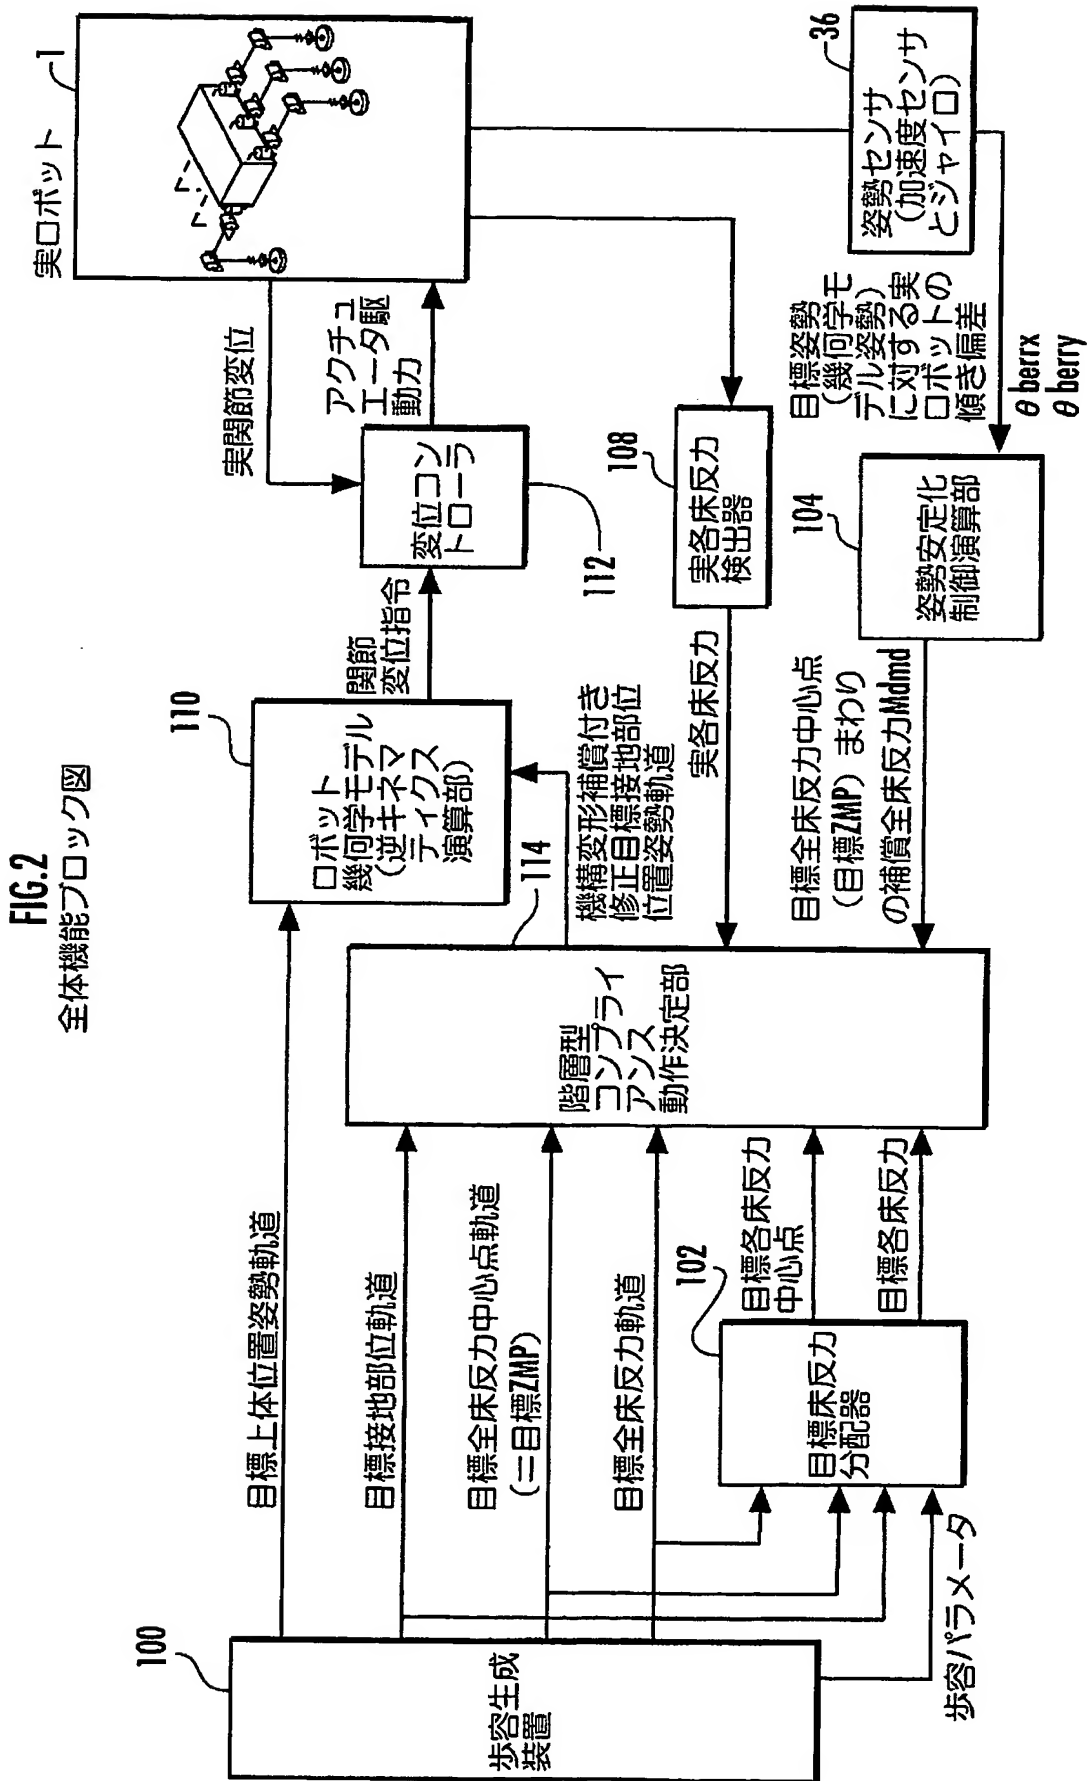 FIG.2
全体機能ブロック図
100
歩容生成
装置
目標上体位置姿勢軌道
目標接地部位軌道
目標全床反力中心点軌道
(=目標ZMP)
目標全床反力軌道
歩容パラメータ
102
目標床反力
分配器
目標各床反力
中心点
目標各床反力
階層型
コンプライ
アンス
動作決定部
114
機構変形補償付き
修正目標接地部位
位置姿勢軌道
110
ロボット
幾何学モデル
(逆キネマ
ティクス
演算部)
関節
変位指令
変位コン
トローラ
112
実関節変位
アクチュ
エータ駆
動力
実ロボット
1
実各床反力
108
実各床反力
検出器
目標全床反力中心点
(目標ZMP)まわり
の補償全床反力Mdmd
104
姿勢安定化
制御演算部
目標姿勢
(幾何学モ
デル姿勢)
に対する実
ロボットの
傾き偏差
θ berrx
θ berry
36
姿勢センサ
(加速度センサ
とジャイロ)